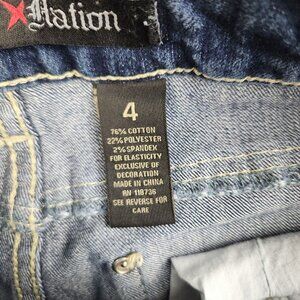 Nation
4
76% COTTON
22% POLYESTER
2% SPANDEX
FOR ELASTICITY
EXCLUSIVE OF
DECORATION
MADE IN CHINA
RN 118736
SEE REVERSE FOR
CARE